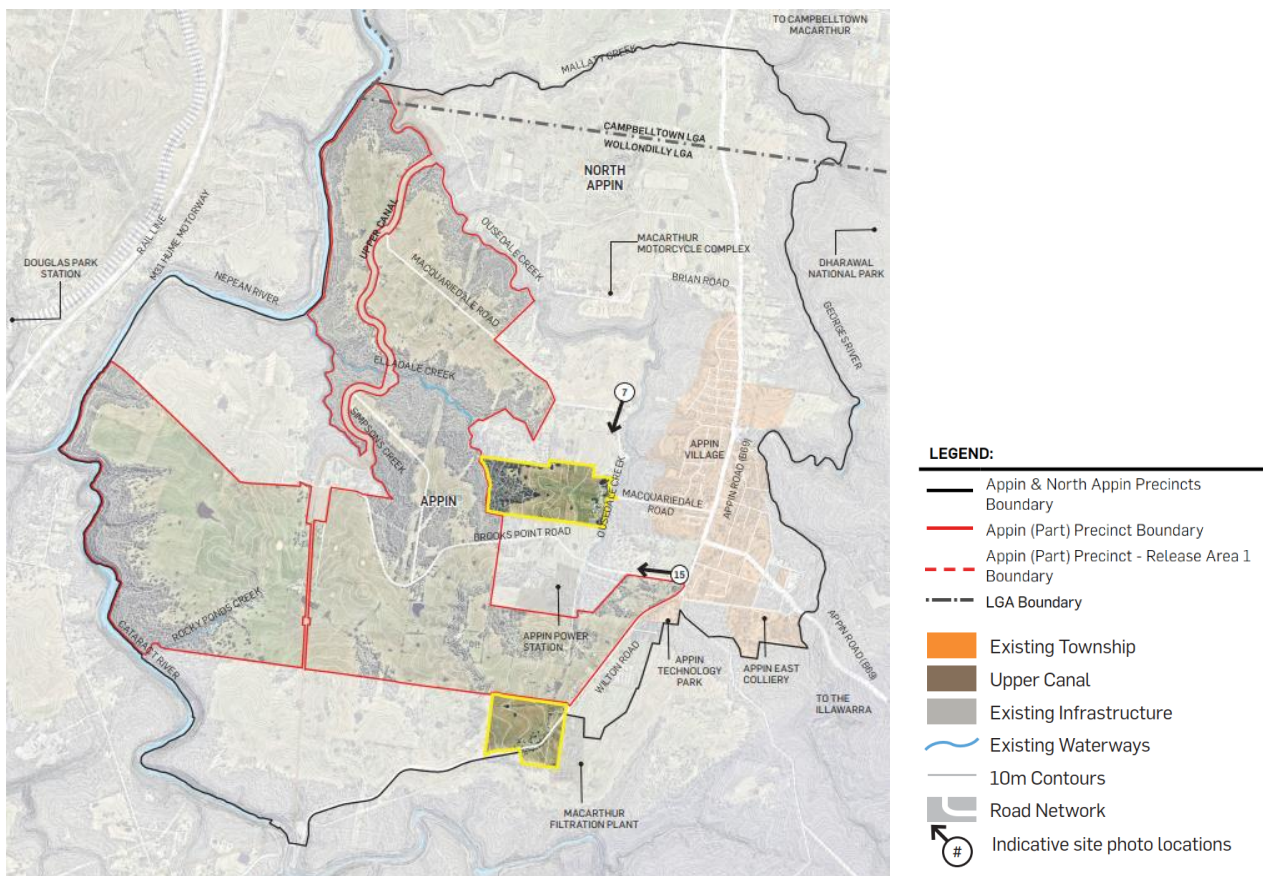 TO CAMPBELLTOWN
MACARTHUR
MALLATY CREEK
CAMPBELLTOWN LGA
WOLLONDILLY LGA
NORTH
APPIN
RAIL LINE
M31 HUME MOTORWAY
UPPER CANAL
OUSEDALE CREEK
MACARTHUR
MOTORCYCLE COMPLEX
DOUGLAS PARK
STATION
MACQUARIEDALE ROAD
BRIAN ROAD
DHARAWAL
NATIONAL PARK
NEPEAN RIVER
GEORGES RIVER
ELLADALE CREEK
7
SIMPSONS CREEK
APPIN
VILLAGE
APPIN ROAD (B69)
APPIN
OUSEDALE CREEK
MACQUARIEDALE
ROAD
BROOKS POINT ROAD
15
ROCKY PONDS CREEK
CATARACT RIVER
APPIN POWER
STATION
WILTON ROAD
APPIN
TECHNOLOGY
PARK
APPIN EAST
COLLIERY
APPIN ROAD (B69)
TO THE
ILLAWARRA
MACARTHUR
FILTRATION PLANT
LEGEND:
Appin & North Appin Precincts
Boundary
Appin (Part) Precinct Boundary
Appin (Part) Precinct - Release Area 1
Boundary
LGA Boundary
Existing Township
Upper Canal
Existing Infrastructure
Existing Waterways
10m Contours
Road Network
#
Indicative site photo locations